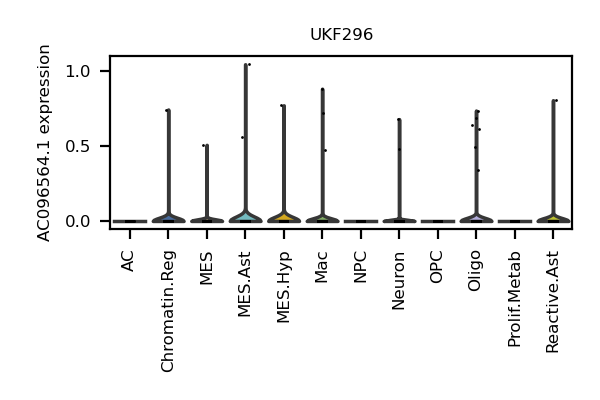 UKF296
AC096564.1 expression
1.0
0.5
0.0
AC
Chromatin.Reg
MES
MES.Ast
MES.Hyp
Mac
NPC
Neuron
OPC
Oligo
Prolif.Metab
Reactive.Ast